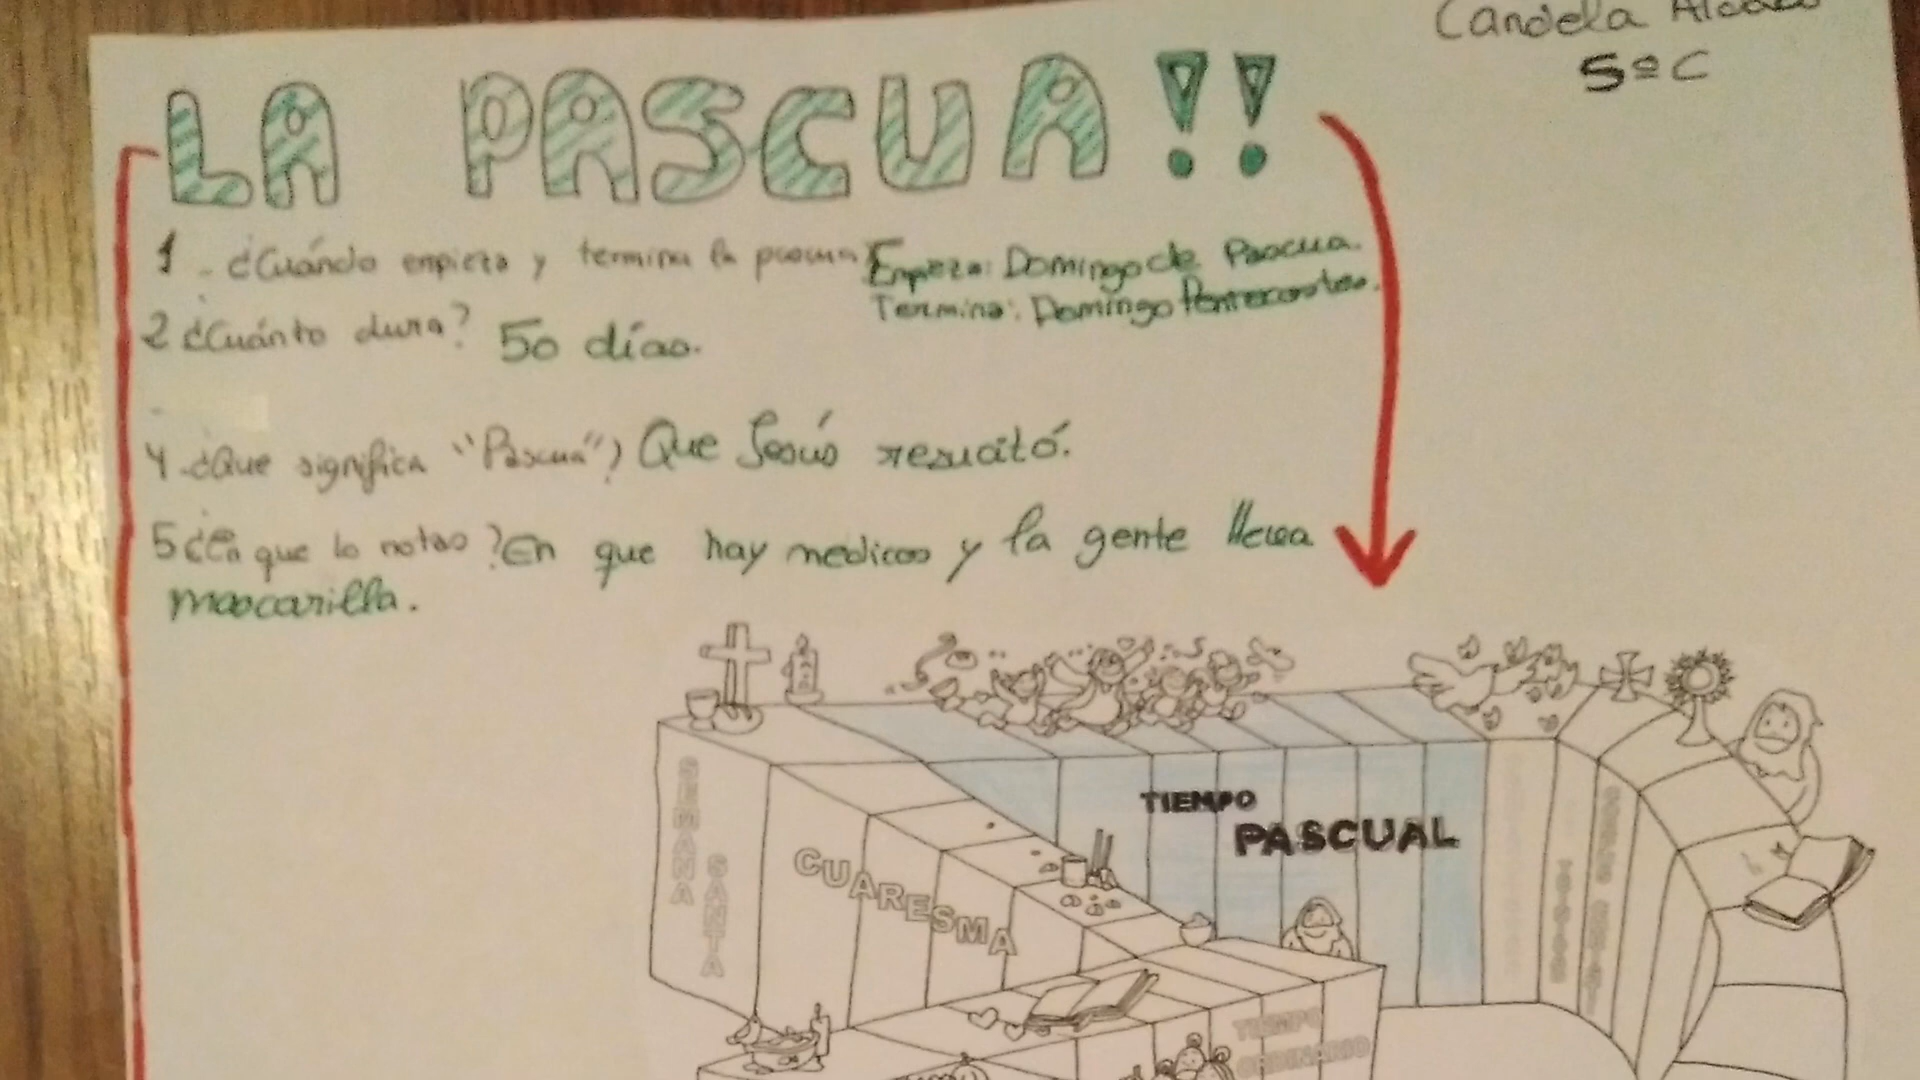 Candela
5º C
LA PASCUA!!
1 - ¿Cuándo empieza y termina la pascua? Empieza: Domingo de Pascua.
Termina: Domingo Pentecostes.
2 ¿Cuánto dura? 50 días.
4 - ¿Que significa "Pascua"? Que Jesús resucitó.
5 ¿En que lo notas? En que hay medicos y la gente lleva
mascarilla.
TIEMPO
PASCUAL
SEMANA
SANTA
CUARESMA
TIEMPO
ORDINARIO